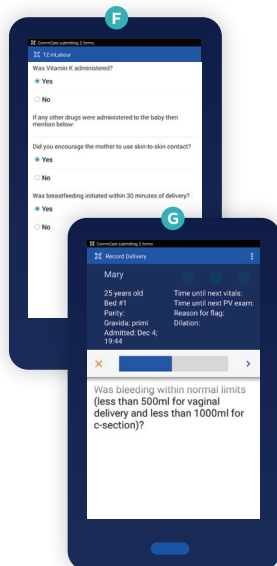 F
CommCare submitting 2 forms
TZ mLabour
Was Vitamin K administered?
Yes
No
If any other drugs were administered to the baby then
mention below:
Did you encourage the mother to use skin-to-skin contact?
Yes
No
Was breastfeeding initiated within 30 minutes of delivery?
Yes
No
G
CommCare submitting 2 forms
Record Delivery
Mary
25 years old
Bed #1
Parity:
Gravida: primi
Admitted: Dec 4;
19:44
Time until next vitals:
Time until next PV exam:
Reason for flag:
Dilation:
Was bleeding within normal limits
(less than 500ml for vaginal
delivery and less than 1000ml for
c-section)?